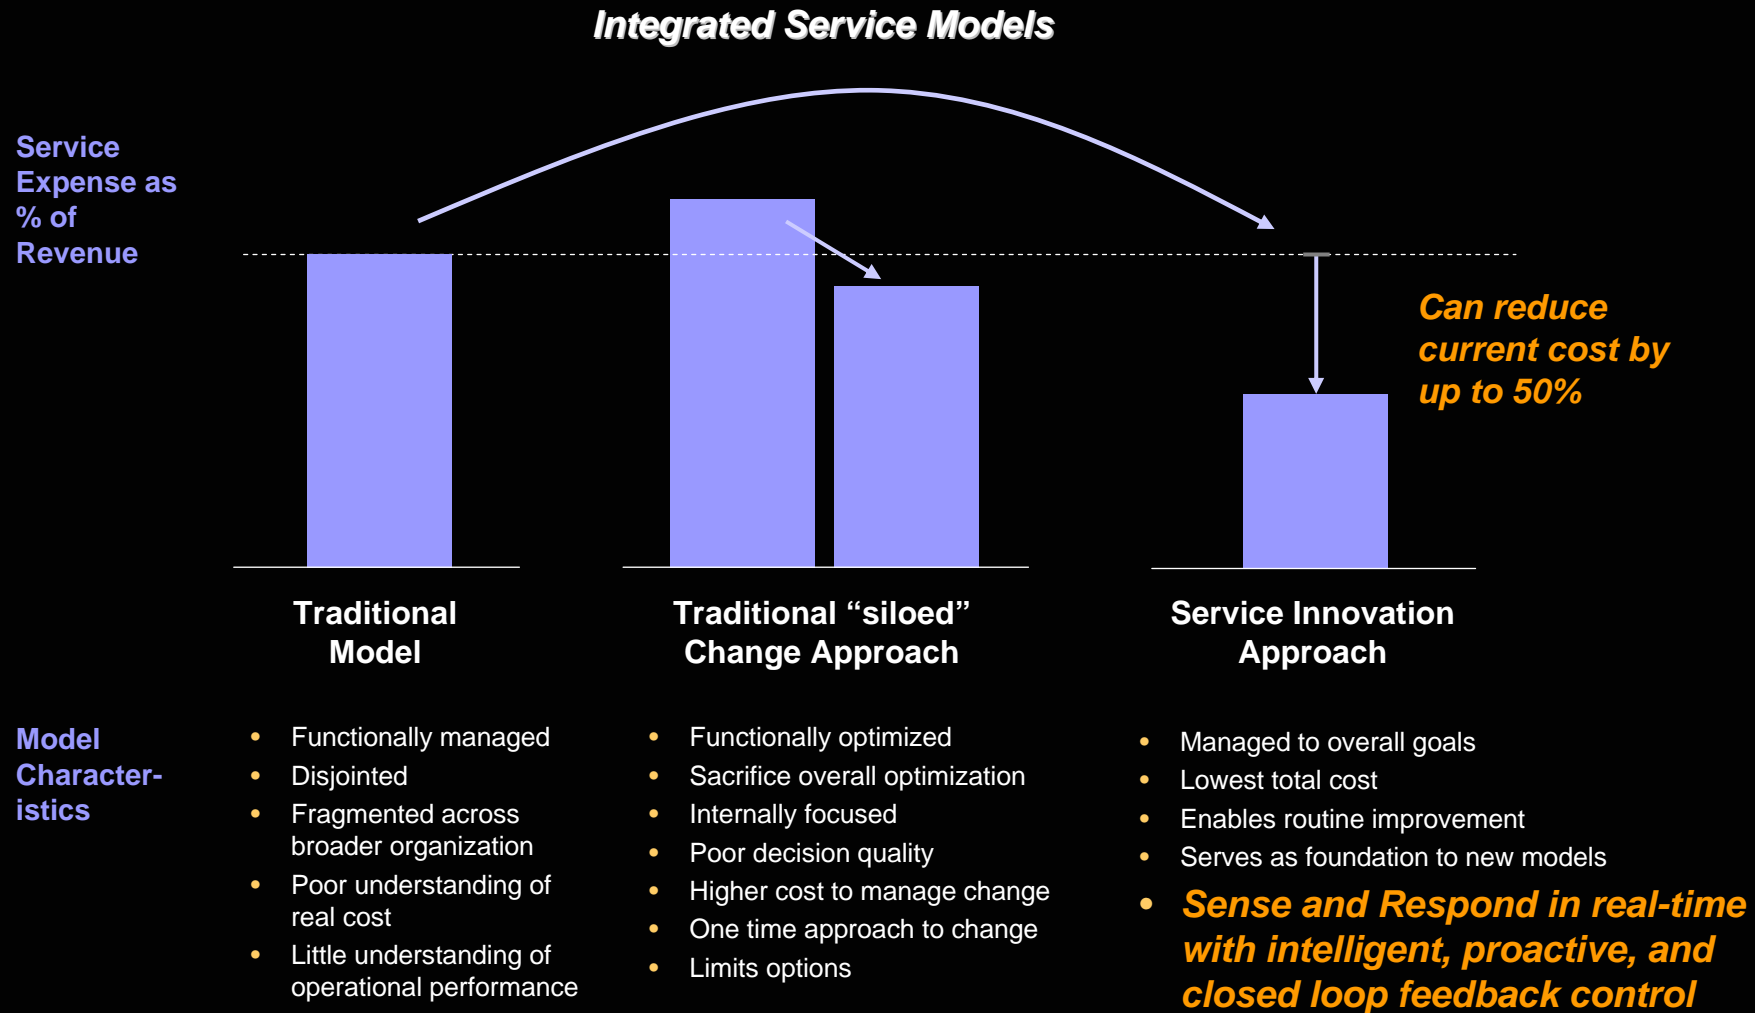 Integrated Service Models
Service
Expense as
% of
Revenue
Can reduce
current cost by
up to 50%
Traditional
Model
Traditional “siloed”
Change Approach
Service Innovation
Approach
Model
Character-
istics
• Functionally managed
• Disjointed
• Fragmented across
broader organization
• Poor understanding of
real cost
• Little understanding of
operational performance
• Functionally optimized
• Sacrifice overall optimization
• Internally focused
• Poor decision quality
• Higher cost to manage change
• One time approach to change
• Limits options
• Managed to overall goals
• Lowest total cost
• Enables routine improvement
• Serves as foundation to new models
• Sense and Respond in real-time
with intelligent, proactive, and
closed loop feedback control